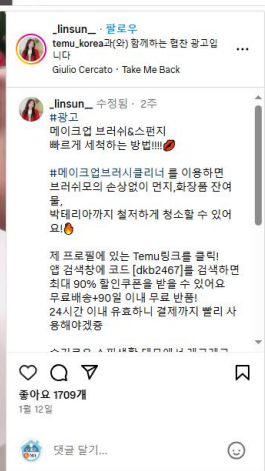 _linsun__ · 팔로우
temu_korea과(와) 함께하는 협찬 광고입
니다
Giulio Cercato · Take Me Back
_linsun__ 수정됨 · 2주
#광고
메이크업 브러쉬&스펀지
빠르게 세척하는 방법!!!!💋
#메이크업브러시클리너 를 이용하면
브러쉬모의 손상없이 먼지,화장품 잔여
물,
박테리아까지 철저하게 청소할 수 있어
요!🔥
제 프로필에 있는 Temu링크를 클릭!
앱 검색창에 코드 [dkb2467]를 검색하면
최대 90% 할인쿠폰을 받을 수 있어요
무료배송+90일 이내 무료 반품!
24시간 이내 유효하니 결제까지 빨리 사
용해야겠죵
좋아요 1709개
1월 12일
댓글 달기...